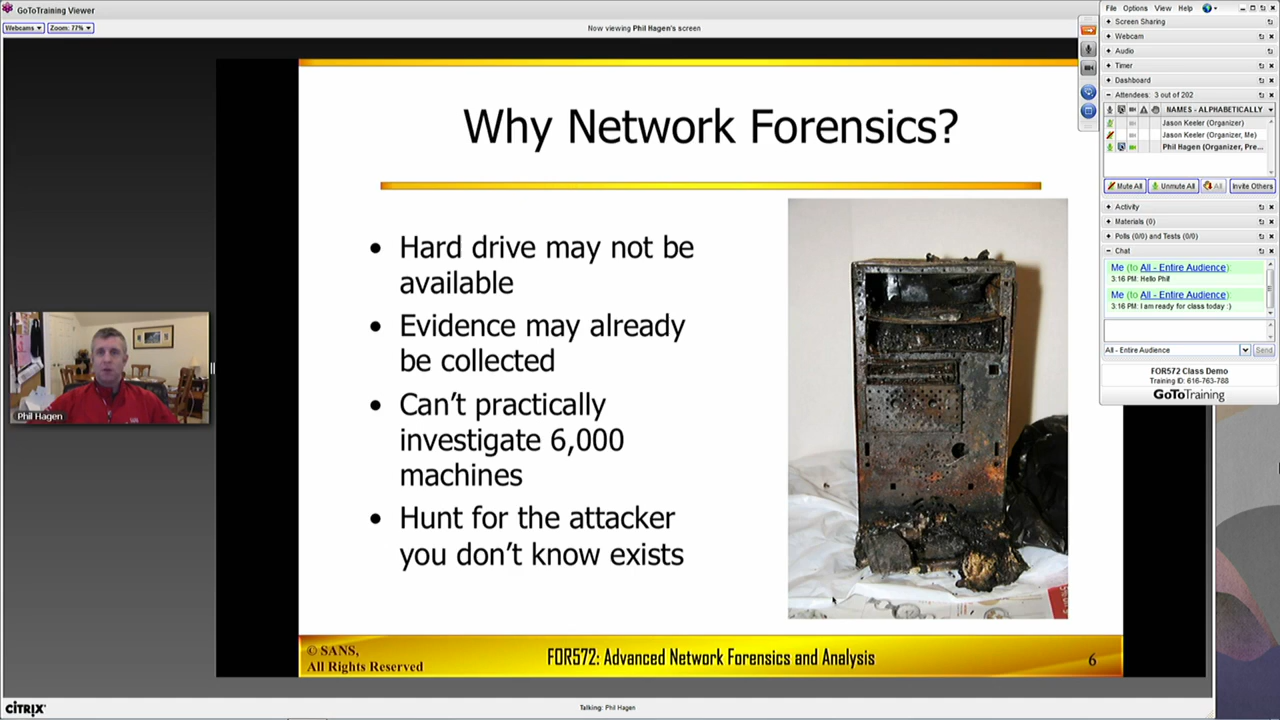 GoToTraining Viewer
Webcams
Zoom: 77%
Now viewing Phil Hagen's screen
Why Network Forensics?
• Hard drive may not be
available
• Evidence may already
be collected
• Can't practically
investigate 6,000
machines
• Hunt for the attacker
you don't know exists
© SANS,
All Rights Reserved
FOR572: Advanced Network Forensics and Analysis
6
Phil Hagen
CITRIX
Talking: Phil Hagen
File Options View Help
Screen Sharing
Webcam
Audio
Timer
Dashboard
Attendees: 3 out of 202
NAMES - ALPHABETICALLY
Jason Keeler (Organizer)
Jason Keeler (Organizer, Me)
Phil Hagen (Organizer, Pre...
Mute All Unmute All All Invite Others
Activity
Materials (0)
Polls (0/0) and Tests (0/0)
Chat
Me (to All - Entire Audience):
3:16 PM: Hello Phil!
Me (to All - Entire Audience):
3:16 PM: I am ready for class today :)
All - Entire Audience Send
FOR572 Class Demo
Training ID: 616-763-788
GoToTraining